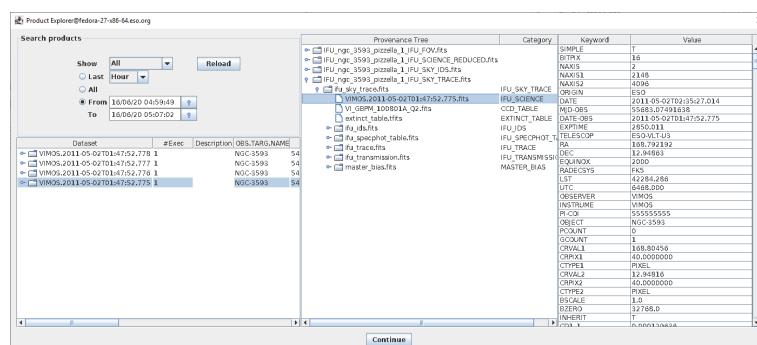 Product Explorer@fedora-27-x86-64.eso.org
Search products
Show All Reload
Last Hour
All
From 16/06/20 04:59:49
To 16/06/20 05:07:02
Dataset #Exec Description OBS.TARG.NAME
VIMOS.2011-05-02T01:47:52.778 1 NGC-3593 54
VIMOS.2011-05-02T01:47:52.777 1 NGC-3593 54
VIMOS.2011-05-02T01:47:52.776 1 NGC-3593 54
VIMOS.2011-05-02T01:47:52.775 1 NGC-3593 54
Provenance Tree Category
IFU_ngc_3593_pizzella_1_IFU_FOV.fits
IFU_ngc_3593_pizzella_1_IFU_SCIENCE_REDUCED.fits
IFU_ngc_3593_pizzella_1_IFU_SKY_IDS.fits
IFU_ngc_3593_pizzella_1_IFU_SKY_TRACE.fits
ifu_sky_trace.fits IFU_SKY_TRACE
VIMOS.2011-05-02T01:47:52.775.fits IFU_SCIENCE
VI_GBPM_100801A_Q2.fits CCD_TABLE
extinct_table.tfits EXTINCT_TABLE
ifu_ids.fits IFU_IDS
ifu_specphot_table.fits IFU_SPECPHOT_T
ifu_trace.fits IFU_TRACE
ifu_transmission.fits IFU_TRANSMISSI
master_bias.fits MASTER_BIAS
Keyword Value
SIMPLE T
BITPIX 16
NAXIS 2
NAXIS1 2148
NAXIS2 4096
ORIGIN ESO
DATE 2011-05-02T02:35:27.014
MJD-OBS 55683.07491638
DATE-OBS 2011-05-02T01:47:52.775
EXPTIME 2850.011
TELESCOP ESO-VLT-U3
RA 168.792192
DEC 12.94863
EQUINOX 2000
RADECSYS FK5
LST 42284.286
UTC 6468.000
OBSERVER VIMOS
INSTRUME VIMOS
PI-COI 555555555
OBJECT NGC-3593
PCOUNT 0
GCOUNT 1
CRVAL1 168.80456
CRPIX1 40.0000000
CTYPE1 PIXEL
CRVAL2 12.94816
CRPIX2 40.0000000
CTYPE2 PIXEL
BSCALE 1.0
BZERO 32768.0
INHERIT T
CD1_1
Continue